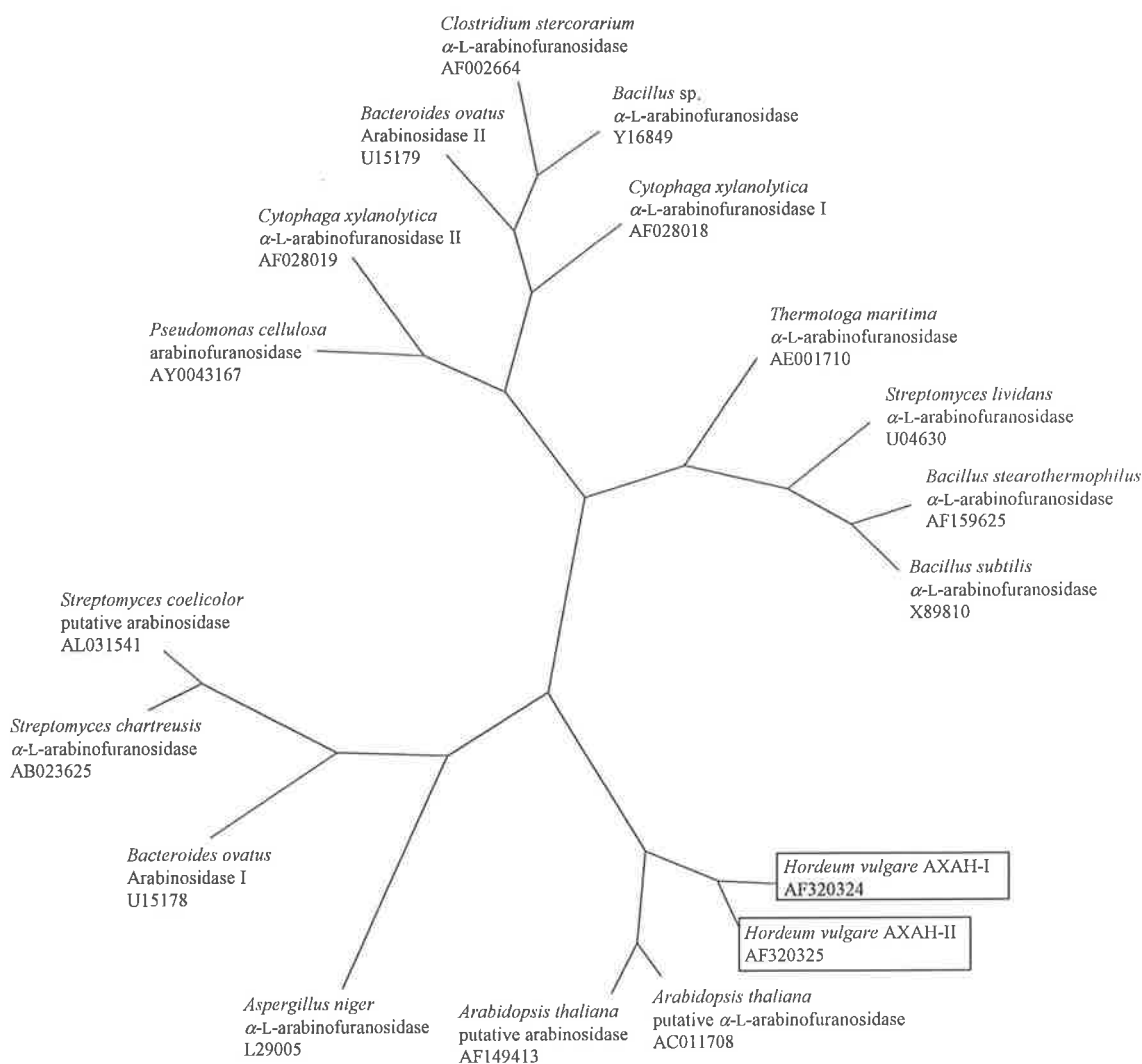 Clostridium stercorarium
α-L-arabinofuranosidase
AF002664
Bacillus sp.
α-L-arabinofuranosidase
Y16849
Bacteroides ovatus
Arabinosidase II
U15179
Cytophaga xylanolytica
α-L-arabinofuranosidase I
AF028018
Cytophaga xylanolytica
α-L-arabinofuranosidase II
AF028019
Pseudomonas cellulosa
arabinofuranosidase
AY0043167
Thermotoga maritima
α-L-arabinofuranosidase
AE001710
Streptomyces lividans
α-L-arabinofuranosidase
U04630
Bacillus stearothermophilus
α-L-arabinofuranosidase
AF159625
Bacillus subtilis
α-L-arabinofuranosidase
X89810
Streptomyces coelicolor
putative arabinosidase
AL031541
Streptomyces chartreusis
α-L-arabinofuranosidase
AB023625
Bacteroides ovatus
Arabinosidase I
U15178
Hordeum vulgare AXAH-I
AF320324
Hordeum vulgare AXAH-II
AF320325
Aspergillus niger
α-L-arabinofuranosidase
L29005
Arabidopsis thaliana
putative arabinosidase
AF149413
Arabidopsis thaliana
putative α-L-arabinofuranosidase
AC011708